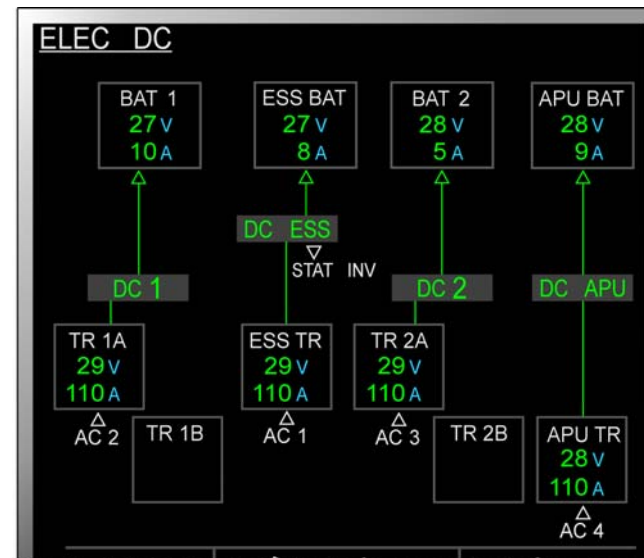 ELEC DC
BAT 1
27 V
10 A
ESS BAT
27 V
8 A
BAT 2
28 V
5 A
APU BAT
28 V
9 A
DC ESS
STAT INV
DC 1
DC 2
DC APU
TR 1A
29 V
110 A
AC 2
ESS TR
29 V
110 A
AC 1
TR 2A
29 V
110 A
AC 3
TR 1B
TR 2B
APU TR
28 V
110 A
AC 4